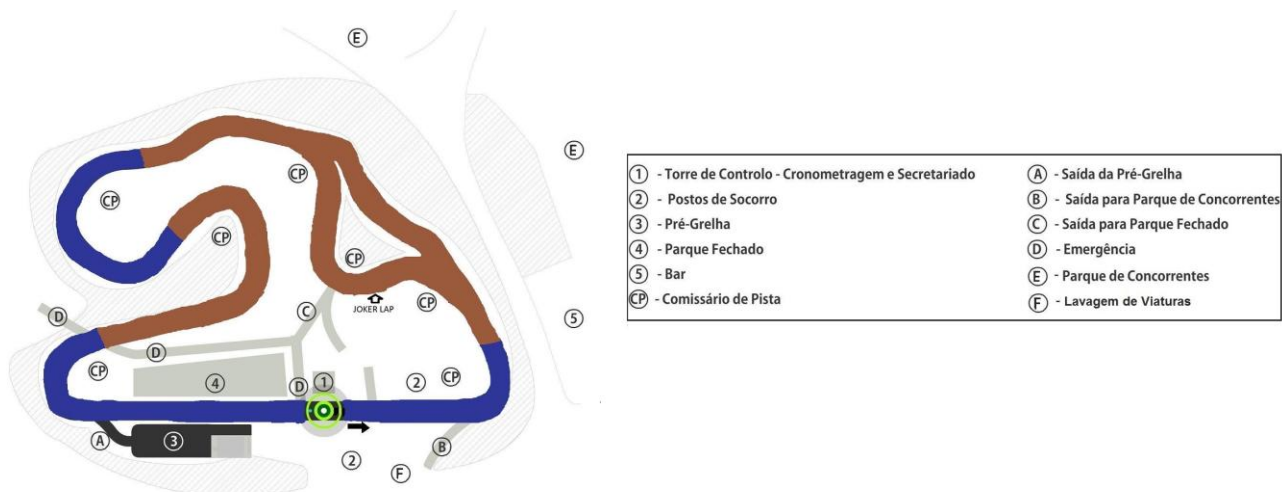 E
E
CP
CP
CP
CP
JOKER LAP
CP
C
D
5
D
CP
4
D
1
2
CP
A
3
B
2
F
1 - Torre de Controlo - Cronometragem e Secretariado
2 - Postos de Socorro
3 - Pré-Grelha
4 - Parque Fechado
5 - Bar
CP - Comissário de Pista
A - Saída da Pré-Grelha
B - Saída para Parque de Concorrentes
C - Saída para Parque Fechado
D - Emergência
E - Parque de Concorrentes
F - Lavagem de Viaturas